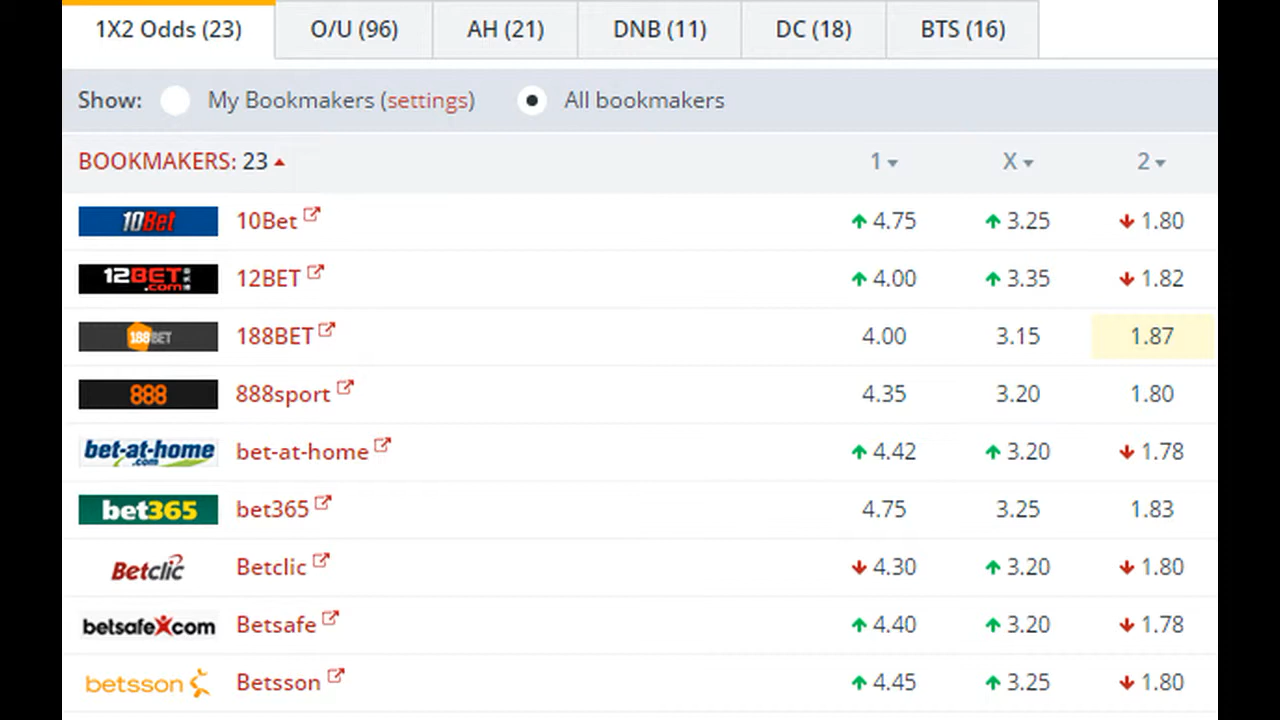 1X2 Odds (23) O/U (96) AH (21) DNB (11) DC (18) BTS (16)
Show: My Bookmakers (settings) All bookmakers
BOOKMAKERS: 23 1 X 2
10Bet 10Bet 4.75 3.25 1.80
12BET.com 12BET 4.00 3.35 1.82
188BET 188BET 4.00 3.15 1.87
888 888sport 4.35 3.20 1.80
bet-at-home.com bet-at-home 4.42 3.20 1.78
bet365 bet365 4.75 3.25 1.83
Betclic Betclic 4.30 3.20 1.80
betsafe.com Betsafe 4.40 3.20 1.78
betsson Betsson 4.45 3.25 1.80